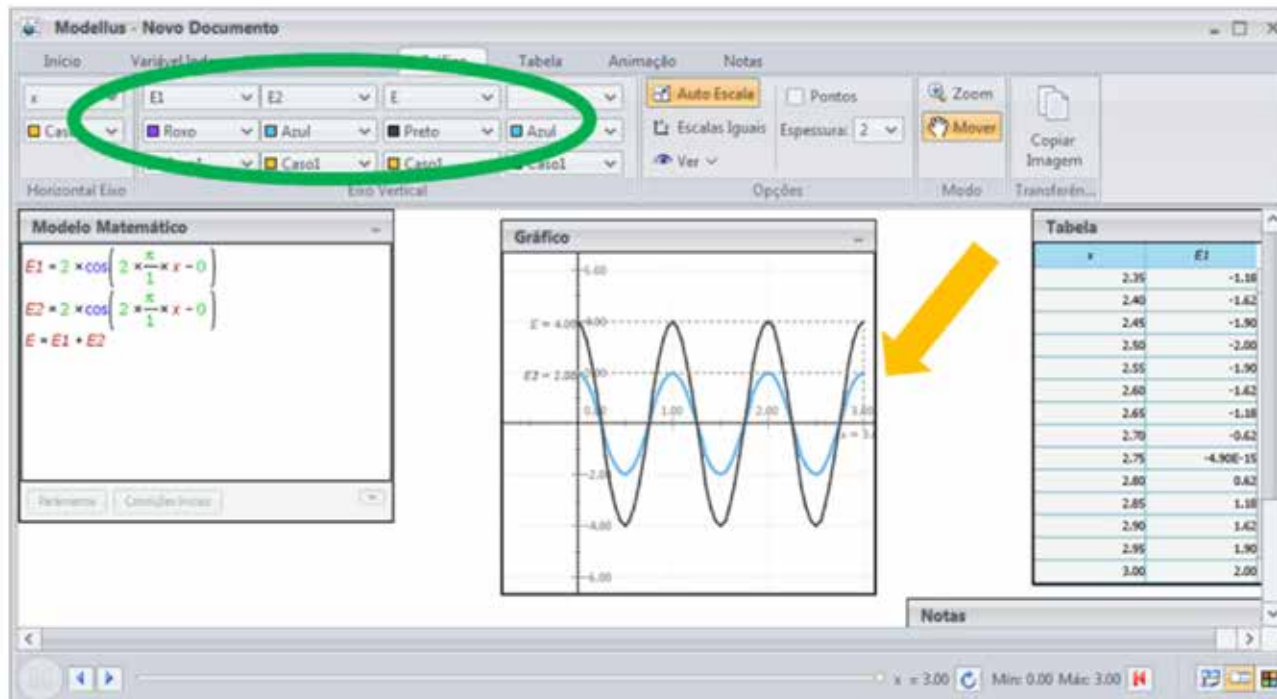 Modellus - Novo Documento
Início Tabela Animação Notas
x E1 E2 E
Roxo Azul Preto Azul
Caso1 Caso1
Horizontal Eixo Eixo Vertical
Auto Escala Pontos
Escalas Iguais Espessura: 2
Ver
Opções
Zoom
Mover
Modo
Copiar
Imagem
Transferên...
Modelo Matemático
E1 = 2 × cos( 2 × π/1 × x - 0 )
E2 = 2 × cos( 2 × π/1 × x - 0 )
E = E1 + E2
Parâmetros Condições Iniciais
Gráfico
6.00
E = 4.00 4.00
E2 = 2.00 2.00
0.00 1.00 2.00 3.00
-2.00
-4.00
-6.00
Tabela
x E1
2.35 -1.18
2.40 -1.62
2.45 -1.90
2.50 -2.00
2.55 -1.90
2.60 -1.62
2.65 -1.18
2.70 -0.62
2.75 -4.90E-15
2.80 0.62
2.85 1.18
2.90 1.62
2.95 1.90
3.00 2.00
Notas
x = 3.00 Min: 0.00 Máx: 3.00